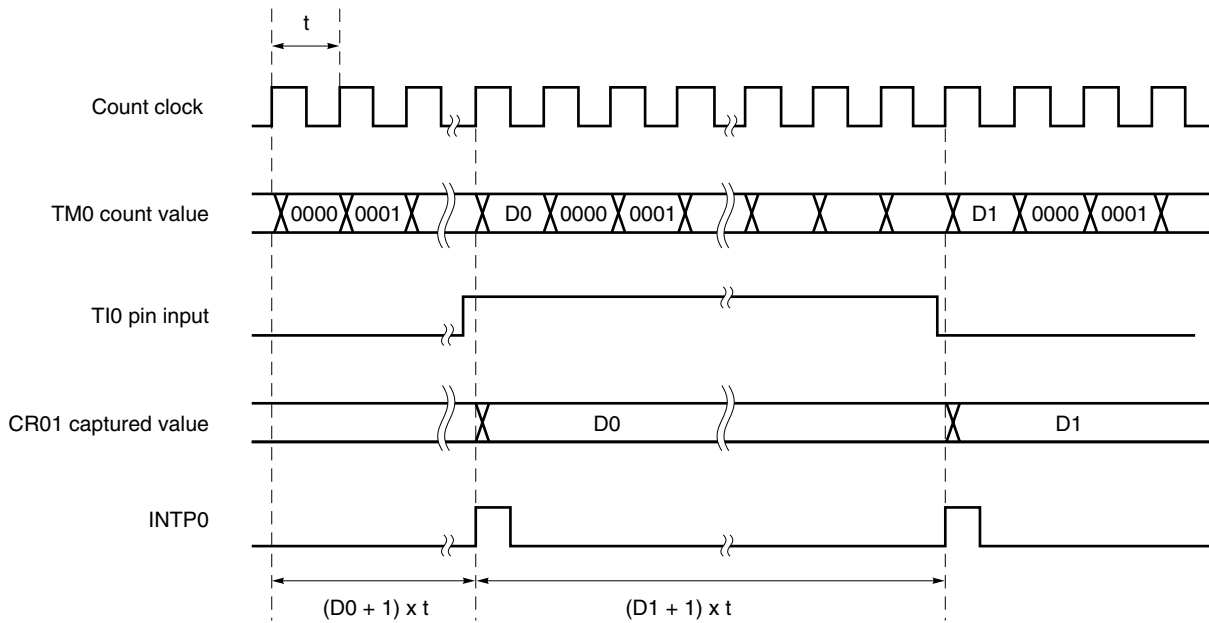 t
Count clock
TM0 count value
0000 0001 D0 0000 0001 D1 0000 0001
TI0 pin input
CR01 captured value
D0 D1
INTP0
(D0 + 1) x t (D1 + 1) x t